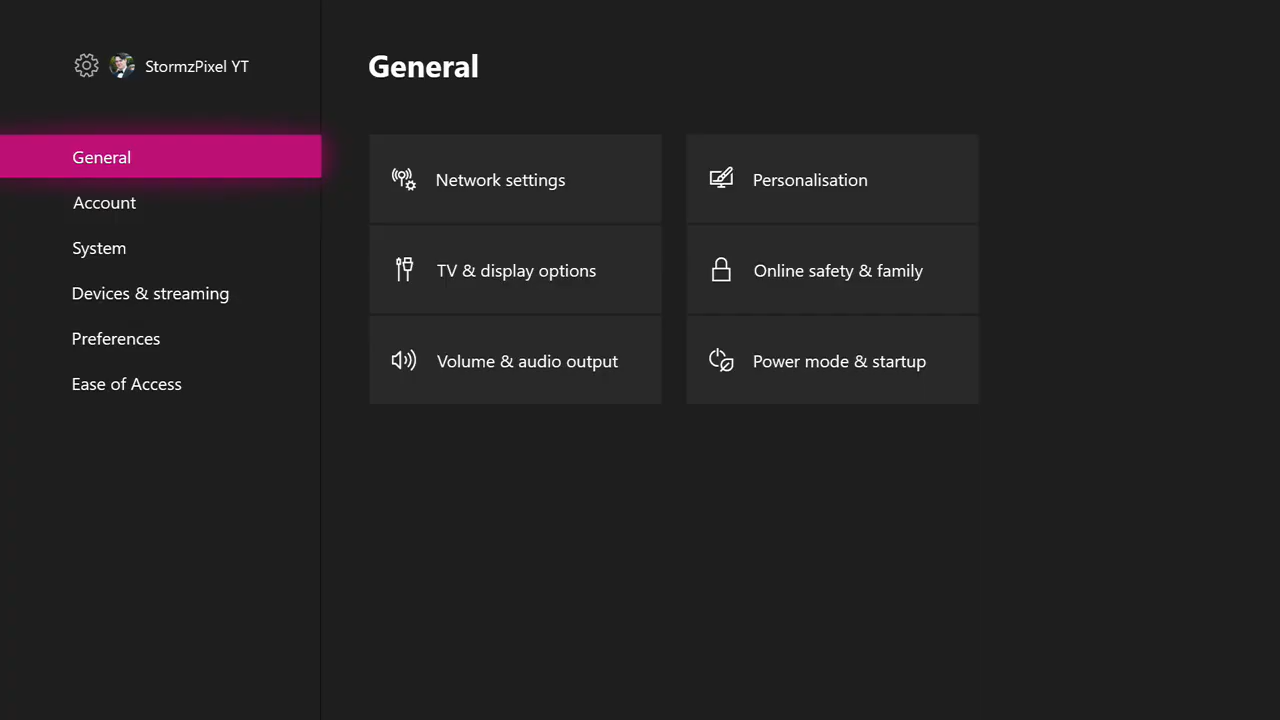 StormzPixel YT
General
Account
System
Devices & streaming
Preferences
Ease of Access
General
Network settings
Personalisation
TV & display options
Online safety & family
Volume & audio output
Power mode & startup